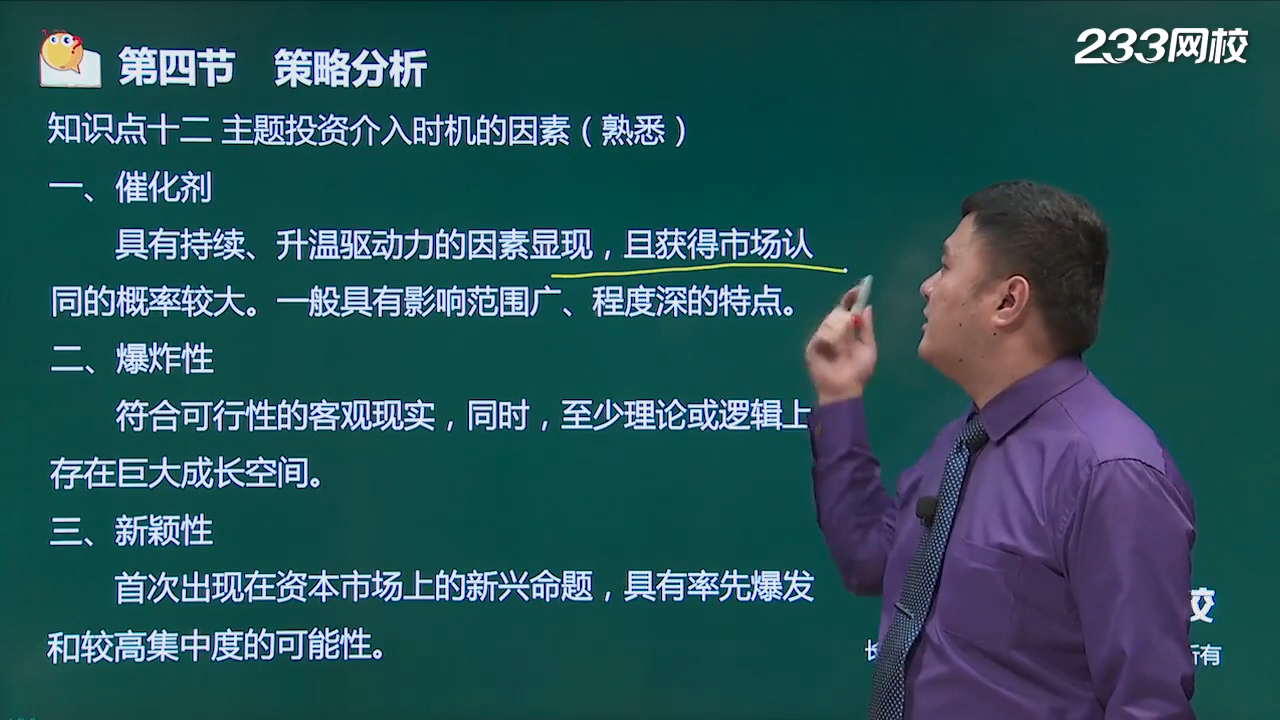 233网校
第四节 策略分析
知识点十二 主题投资介入时机的因素（熟悉）
一、催化剂
具有持续、升温驱动力的因素显现，且获得市场认
同的概率较大。一般具有影响范围广、程度深的特点。
二、爆炸性
符合可行性的客观现实，同时，至少理论或逻辑上
存在巨大成长空间。
三、新颖性
首次出现在资本市场上的新兴命题，具有率先爆发
和较高集中度的可能性。
校
所有